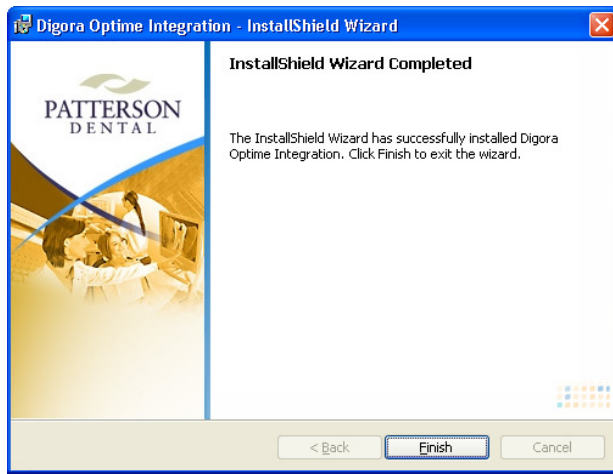 Digora Optime Integration - InstallShield Wizard
InstallShield Wizard Completed
PATTERSON
DENTAL
The InstallShield Wizard has successfully installed Digora
Optime Integration. Click Finish to exit the wizard.
< Back
Finish
Cancel